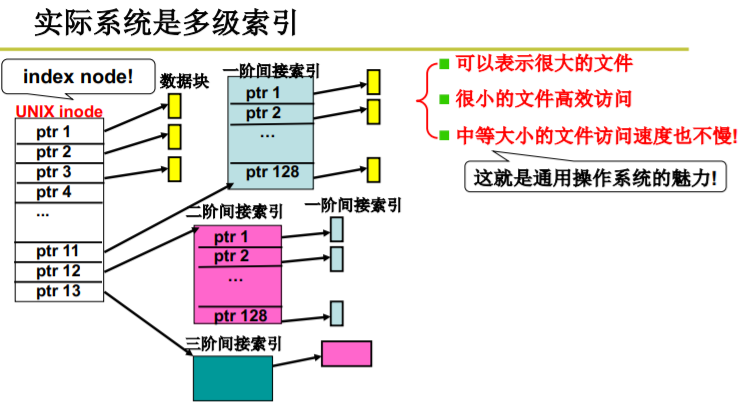 实际系统是多级索引
index node!
UNIX inode
ptr 1
ptr 2
ptr 3
ptr 4
...
ptr 11
ptr 12
ptr 13
数据块
一阶间接索引
ptr 1
ptr 2
…
ptr 128
二阶间接索引
ptr 1
ptr 2
…
ptr 128
一阶间接索引
三阶间接索引
可以表示很大的文件
很小的文件高效访问
中等大小的文件访问速度也不慢!
这就是通用操作系统的魅力!